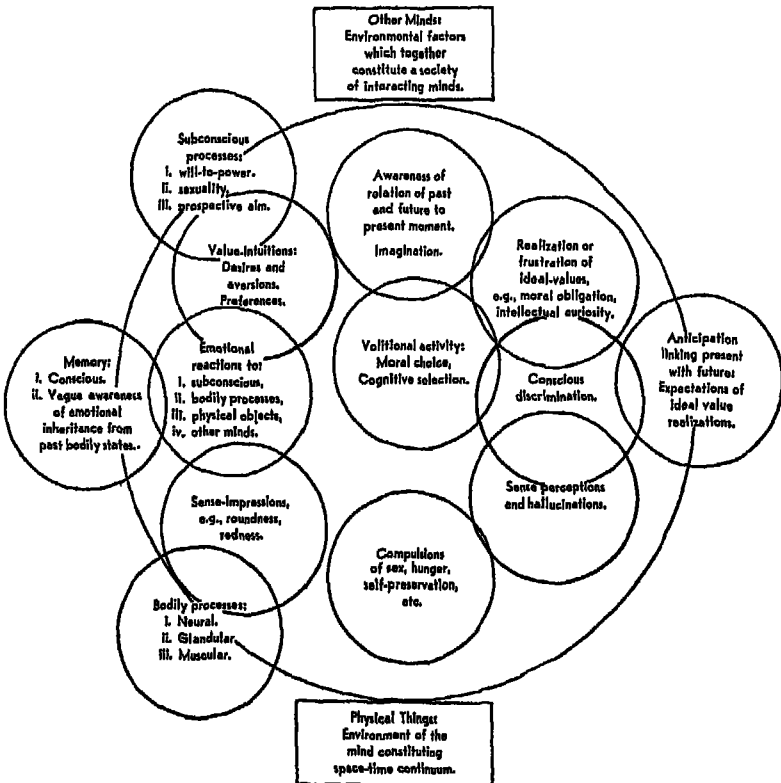 Other Minds:
Environmental factors
which together
constitute a society
of interacting minds.
Subconscious
processes:
i. will-to-power.
ii. sexuality,
iii. prospective aim.
Awareness of
relation of past
and future to
present moment.
Imagination.
Value-Intuitions:
Desires and
aversions.
Preferences.
Realization or
frustration of
ideal-values,
e.g., moral obligation,
intellectual curiosity.
Memory:
i. Conscious.
ii. Vague awareness
of emotional
inheritance from
past bodily states.
Emotional
reactions to:
i. subconscious,
ii. bodily processes,
iii. physical objects,
iv. other minds.
Volitional activity:
Moral choice,
Cognitive selection.
Conscious
discrimination.
Anticipation
linking present
with future:
Expectations of
ideal value
realizations.
Sense-impressions,
e.g., roundness,
redness.
Sense perceptions
and hallucinations.
Compulsions
of sex, hunger,
self-preservation,
etc.
Bodily processes:
i. Neural.
ii. Glandular.
iii. Muscular.
Physical Things:
Environment of the
mind constituting
space-time continuum.